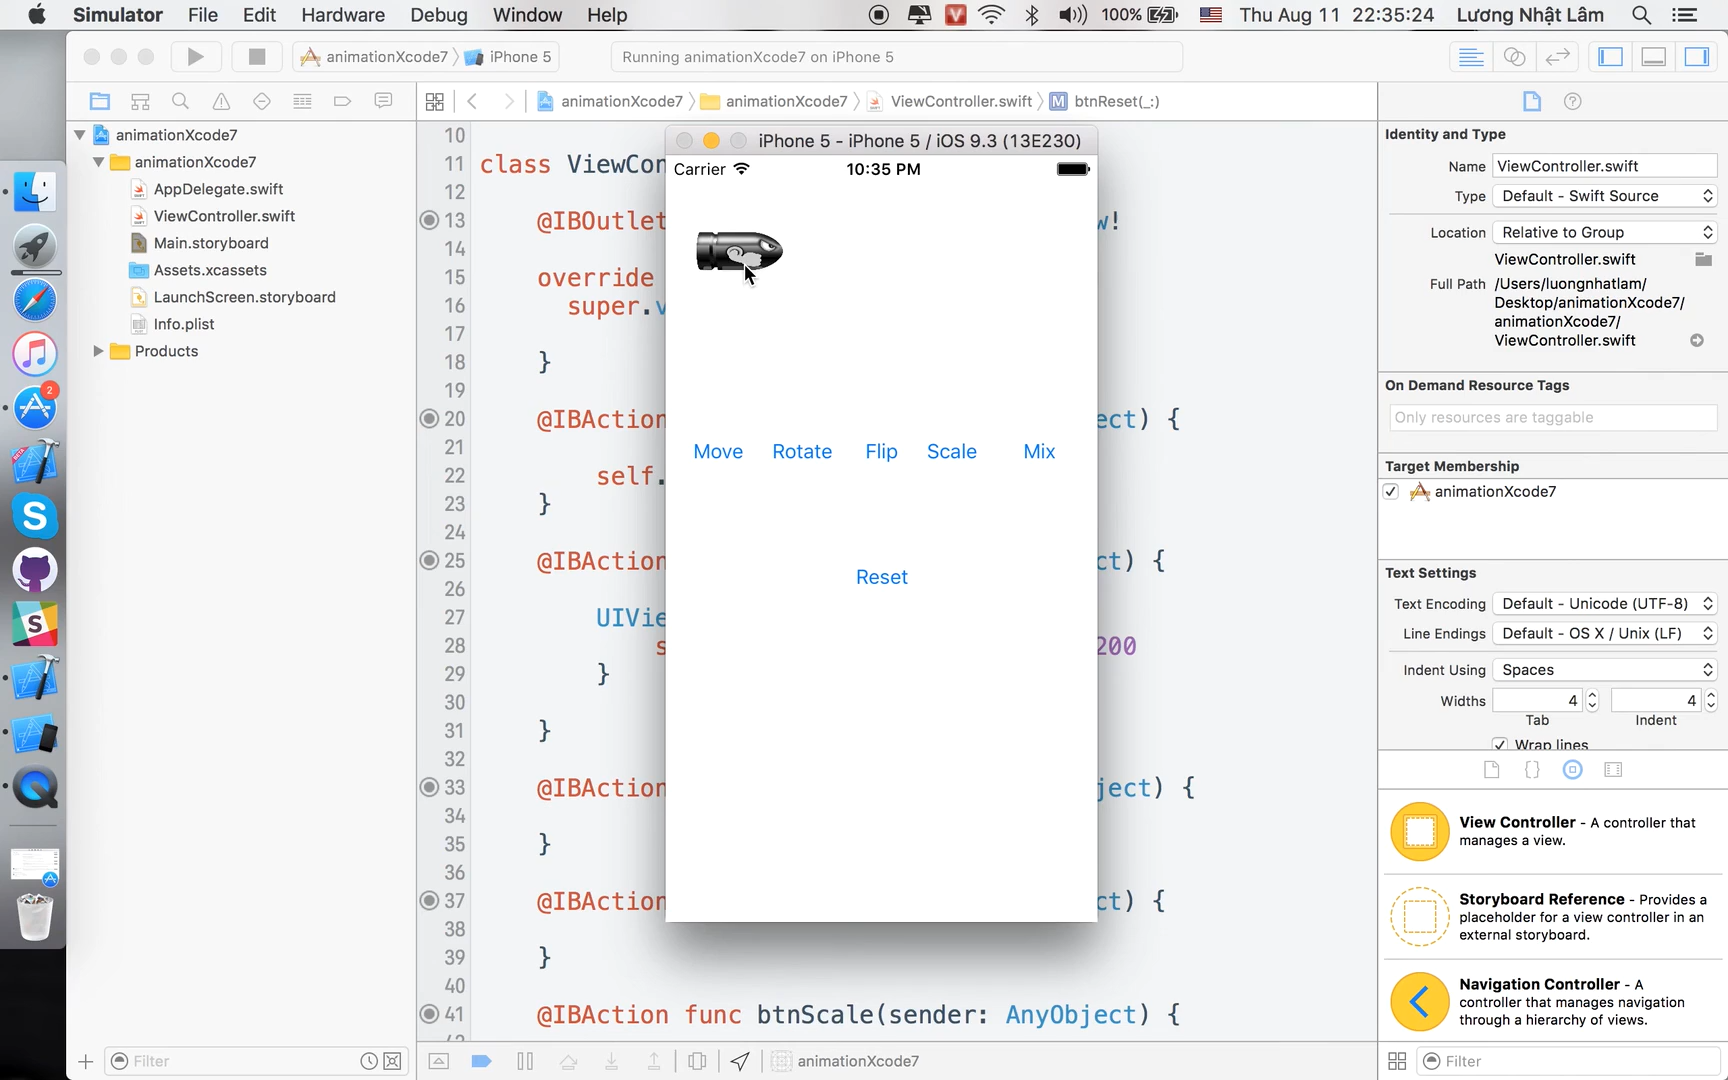 Simulator File Edit Hardware Debug Window Help 100% Thu Aug 11 22:35:24 Lương Nhật Lâm
animationXcode7 iPhone 5 Running animationXcode7 on iPhone 5
animationXcode7 animationXcode7 ViewController.swift M btnReset(_:)
animationXcode7
animationXcode7
AppDelegate.swift
ViewController.swift
Main.storyboard
Assets.xcassets
LaunchScreen.storyboard
Info.plist
Products
Filter
2
BETA
S
S
V
10
11 class ViewCon
12
13 @IBOutlet w!
14
15 override
16 super.v
17
18 }
19
20 @IBAction ect) {
21
22 self.
23 }
24
25 @IBAction ct) {
26
27 UIVie
28 s 200
29 }
30
31 }
32
33 @IBAction ject) {
34
35 }
36
37 @IBAction ct) {
38
39 }
40
41 @IBAction func btnScale(sender: AnyObject) {
animationXcode7
iPhone 5 - iPhone 5 / iOS 9.3 (13E230)
Carrier 10:35 PM
Move Rotate Flip Scale Mix
Reset
Identity and Type
Name ViewController.swift
Type Default - Swift Source
Location Relative to Group
ViewController.swift
Full Path /Users/luongnhatlam/
Desktop/animationXcode7/
animationXcode7/
ViewController.swift
On Demand Resource Tags
Only resources are taggable
Target Membership
animationXcode7
Text Settings
Text Encoding Default - Unicode (UTF-8)
Line Endings Default - OS X / Unix (LF)
Indent Using Spaces
Widths 4 4
Tab Indent
Wrap lines
View Controller - A controller that
manages a view.
Storyboard Reference - Provides a
placeholder for a view controller in an
external storyboard.
Navigation Controller - A
controller that manages navigation
through a hierarchy of views.
Filter